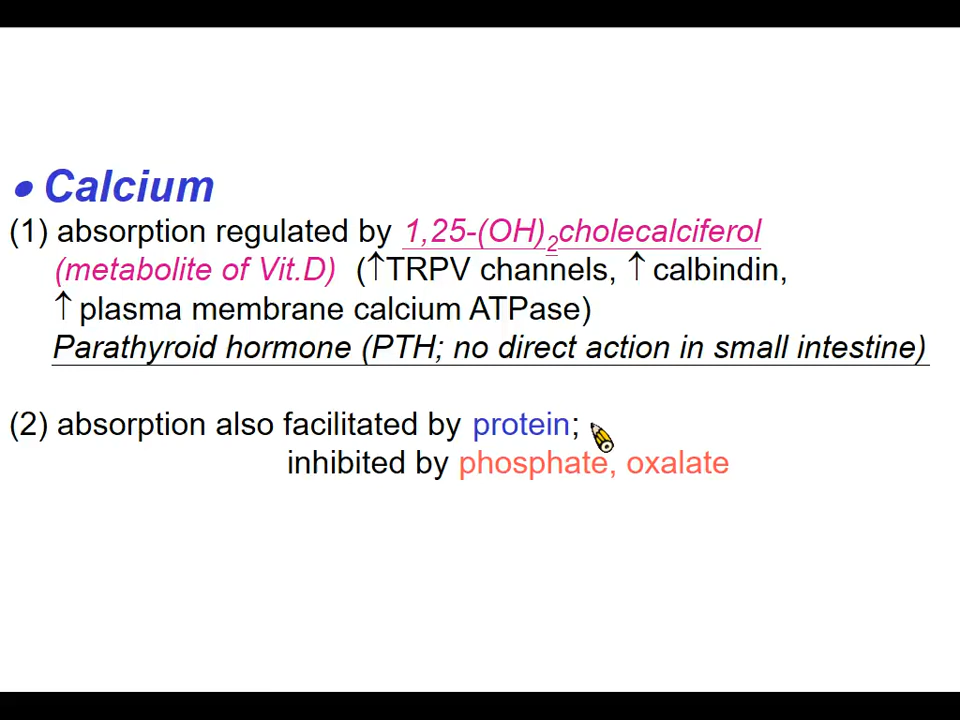 • Calcium
(1) absorption regulated by 1,25-(OH)₂cholecalciferol
(metabolite of Vit.D) (↑TRPV channels, ↑ calbindin,
↑ plasma membrane calcium ATPase)
Parathyroid hormone (PTH; no direct action in small intestine)
(2) absorption also facilitated by protein;
inhibited by phosphate, oxalate